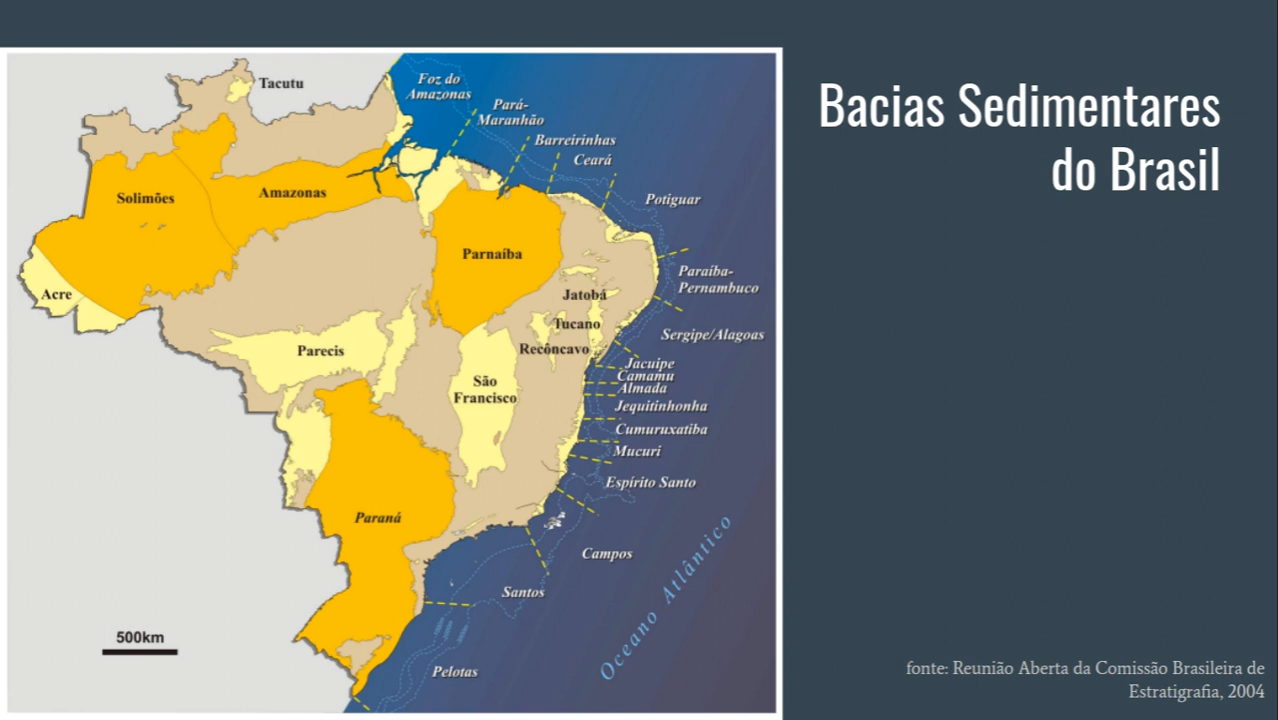 Bacias Sedimentares
do Brasil
Tacutu
Foz do
Amazonas
Pará-
Maranhão
Barreirinhas
Ceará
Solimões
Amazonas
Potiguar
Parnaíba
Paraíba-
Pernambuco
Acre
Jatobá
Tucano
Sergipe/Alagoas
Parecis
Recôncavo
Jacuípe
Camamu
Almada
São
Francisco
Jequitinhonha
Cumuruxatiba
Mucuri
Espírito Santo
Paraná
Campos
Santos
Oceano Atlântico
500km
Pelotas
fonte: Reunião Aberta da Comissão Brasileira de
Estratigrafia, 2004